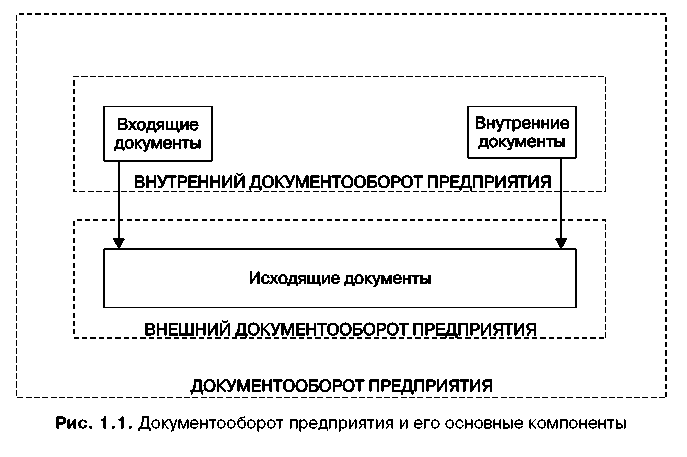 Входящие
документы
Внутренние
документы
ВНУТРЕННИЙ ДОКУМЕНТООБОРОТ ПРЕДПРИЯТИЯ
Исходящие документы
ВНЕШНИЙ ДОКУМЕНТООБОРОТ ПРЕДПРИЯТИЯ
ДОКУМЕНТООБОРОТ ПРЕДПРИЯТИЯ
Рис. 1.1. Документооборот предприятия и его основные компоненты